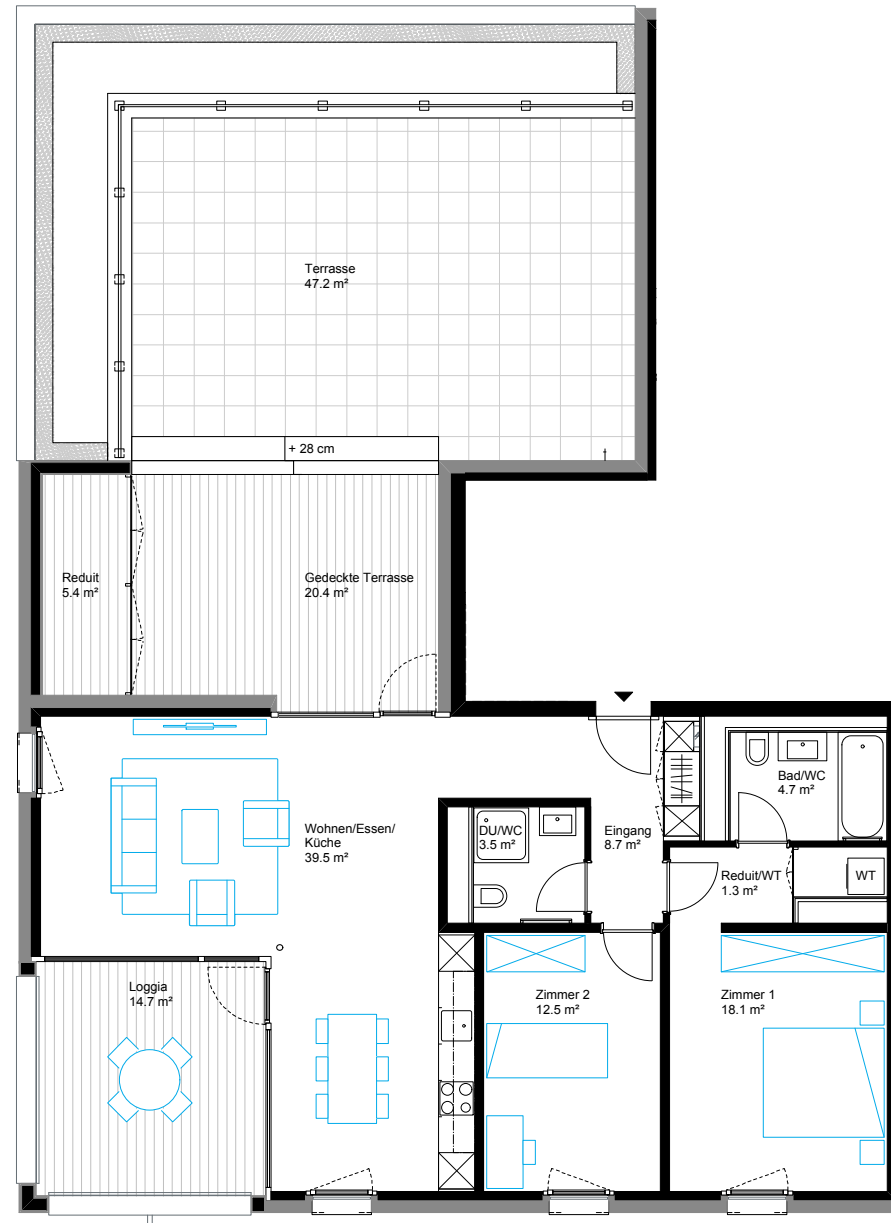 Terrasse
47.2 m²
+ 28 cm
Reduit
5.4 m²
Gedeckte Terrasse
20.4 m²
Bad/WC
4.7 m²
Wohnen/Essen/
Küche
39.5 m²
DU/WC
3.5 m²
Eingang
8.7 m²
Reduit/WT
1.3 m²
WT
Loggia
14.7 m²
Zimmer 2
12.5 m²
Zimmer 1
18.1 m²